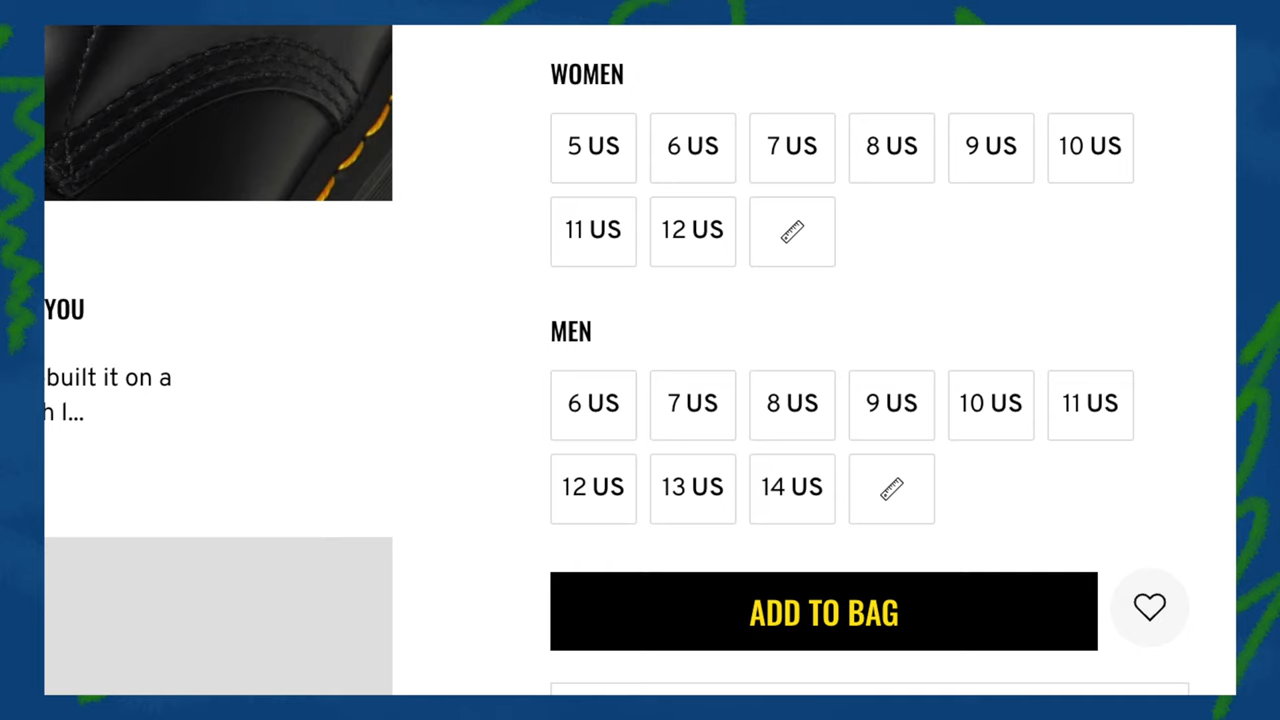 WOMEN
5 US 6 US 7 US 8 US 9 US 10 US
11 US 12 US
YOU
built it on a
h l...
MEN
6 US 7 US 8 US 9 US 10 US 11 US
12 US 13 US 14 US
ADD TO BAG